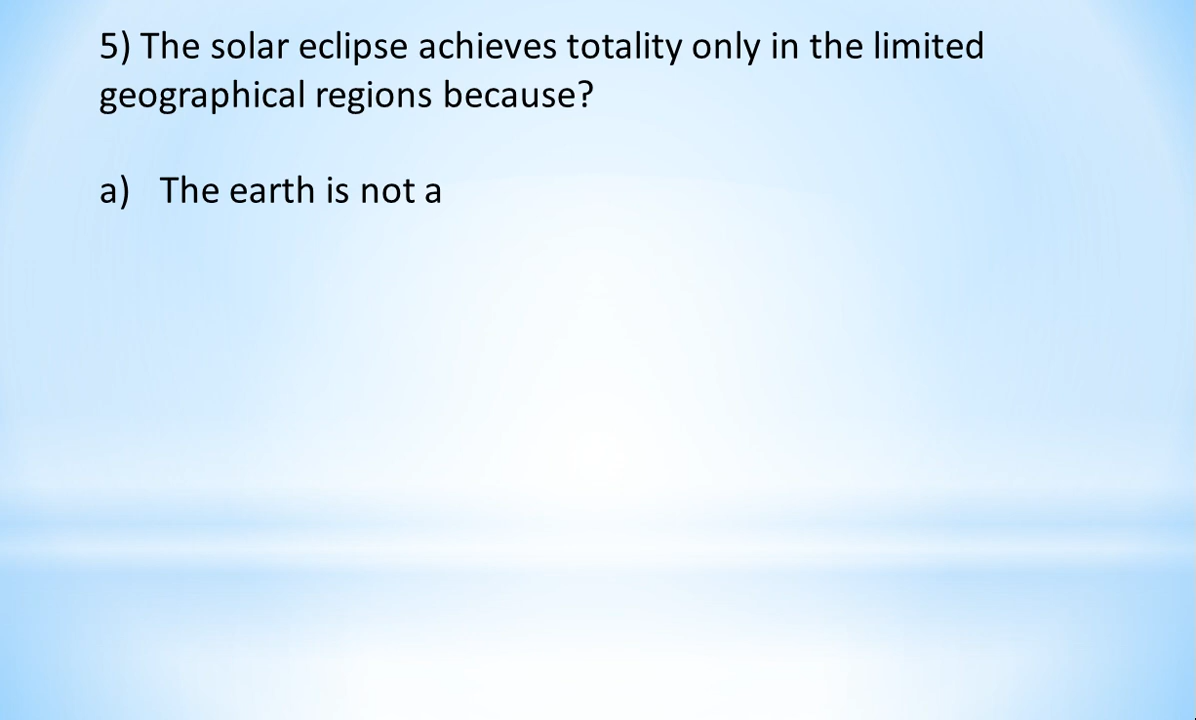 5) The solar eclipse achieves totality only in the limited
geographical regions because?
a) The earth is not a